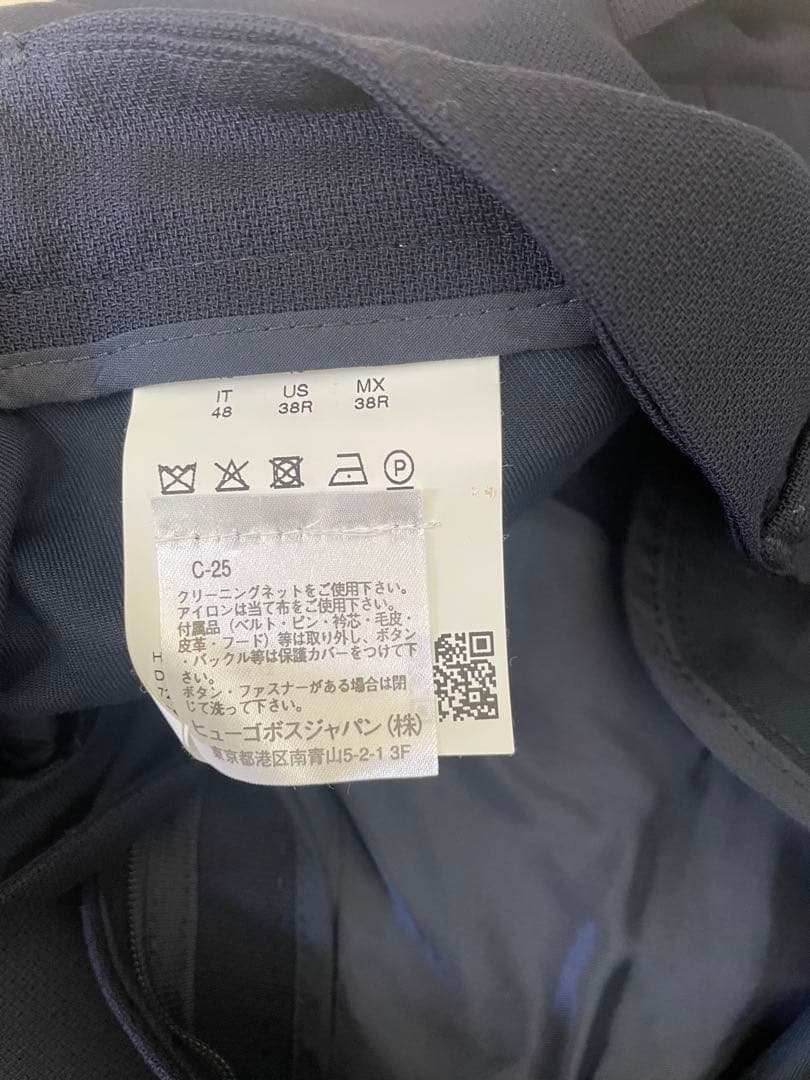 IT US MX
48 38R 38R
P
C-25
クリーニングネットをご使用下さい。
アイロンは当て布をご使用下さい。
付属品（ベルト・ピン・衿芯・毛皮・
皮革・フード）等は取り外し、ボタン
・バックル等は保護カバーをつけて下
さい。
ボタン・ファスナーがある場合は閉
じて洗って下さい。
ヒューゴボスジャパン（株）
東京都港区南青山5-2-1 3F
H
D
72